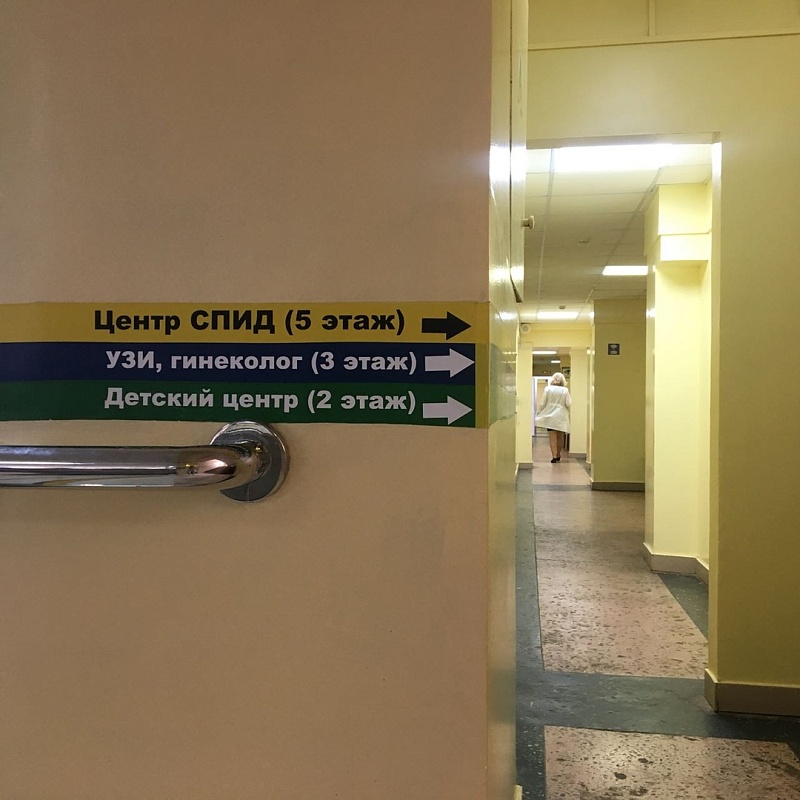 Центр СПИД (5 этаж)
УЗИ, гинеколог (3 этаж)
Детский центр (2 этаж)